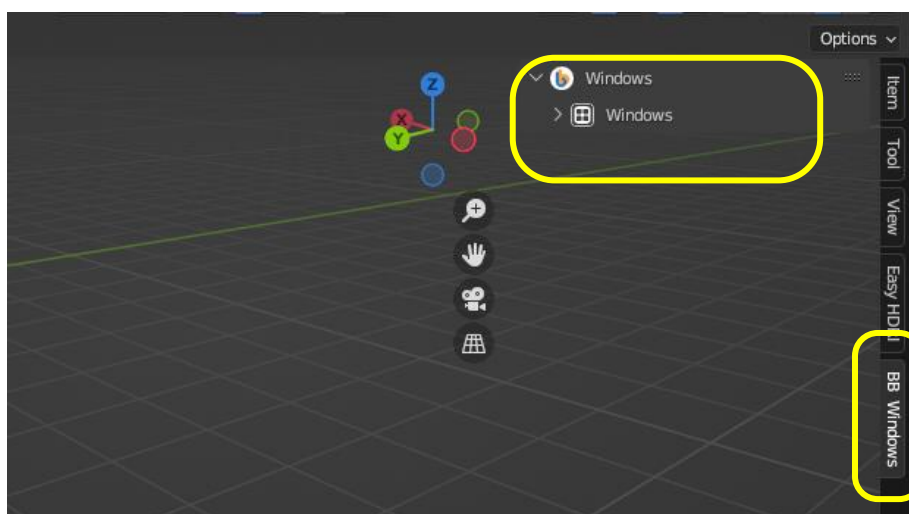 Options
Windows
Windows
Z
X
Y
Item
Tool
View
Easy HDRI
BB Windows